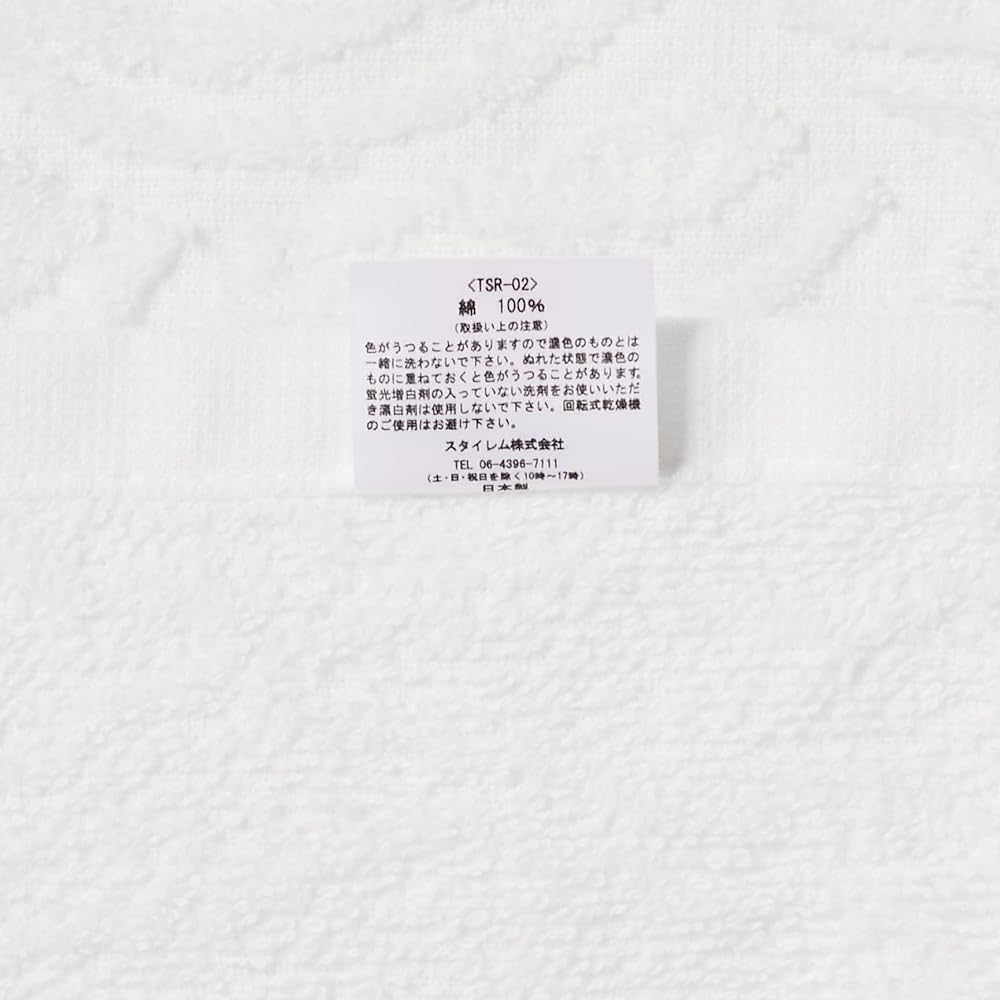 <TSR-02>
綿 100%
(取扱い上の注意)
色がうつることがありますので濃色のものとは
一緒に洗わないで下さい。ぬれた状態で濃色の
ものに重ねておくと色がうつることがあります。
蛍光増白剤の入っていない洗剤をお使いいただ
き漂白剤は使用しないで下さい。回転式乾燥機
のご使用はお避け下さい。
スタイレム株式会社
TEL 06-4396-7111
(土・日・祝日を除く10時～17時)
日本製